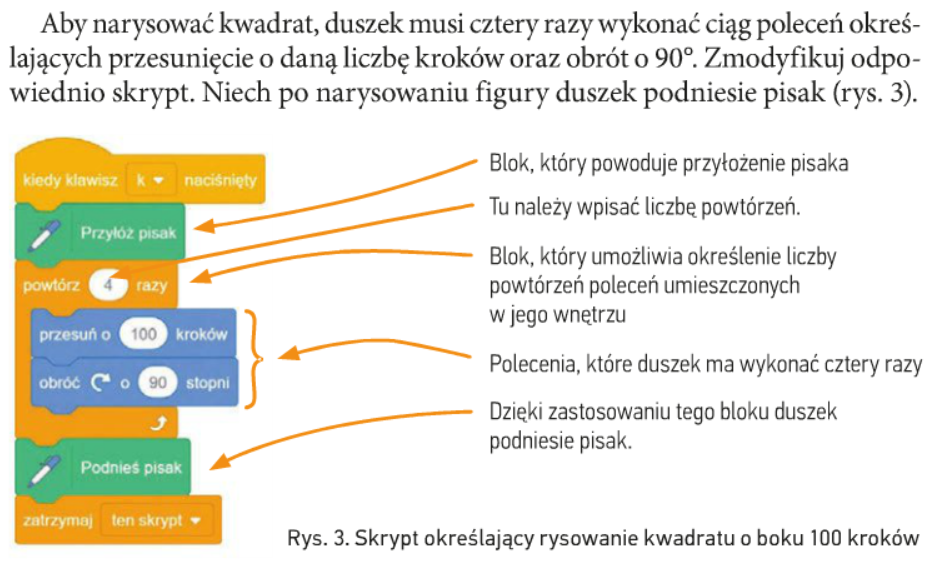 Aby narysować kwadrat, duszek musi cztery razy wykonać ciąg poleceń okreś-
lających przesunięcie o daną liczbę kroków oraz obrót o 90°. Zmodyfikuj odpo-
wiednio skrypt. Niech po narysowaniu figury duszek podniesie pisak (rys. 3).
kiedy klawisz k naciśnięty
Przyłóż pisak
powtórz 4 razy
przesuń o 100 kroków
obróć o 90 stopni
Podnieś pisak
zatrzymaj ten skrypt
Blok, który powoduje przyłożenie pisaka
Tu należy wpisać liczbę powtórzeń.
Blok, który umożliwia określenie liczby
powtórzeń poleceń umieszczonych
w jego wnętrzu
Polecenia, które duszek ma wykonać cztery razy
Dzięki zastosowaniu tego bloku duszek
podniesie pisak.
Rys. 3. Skrypt określający rysowanie kwadratu o boku 100 kroków